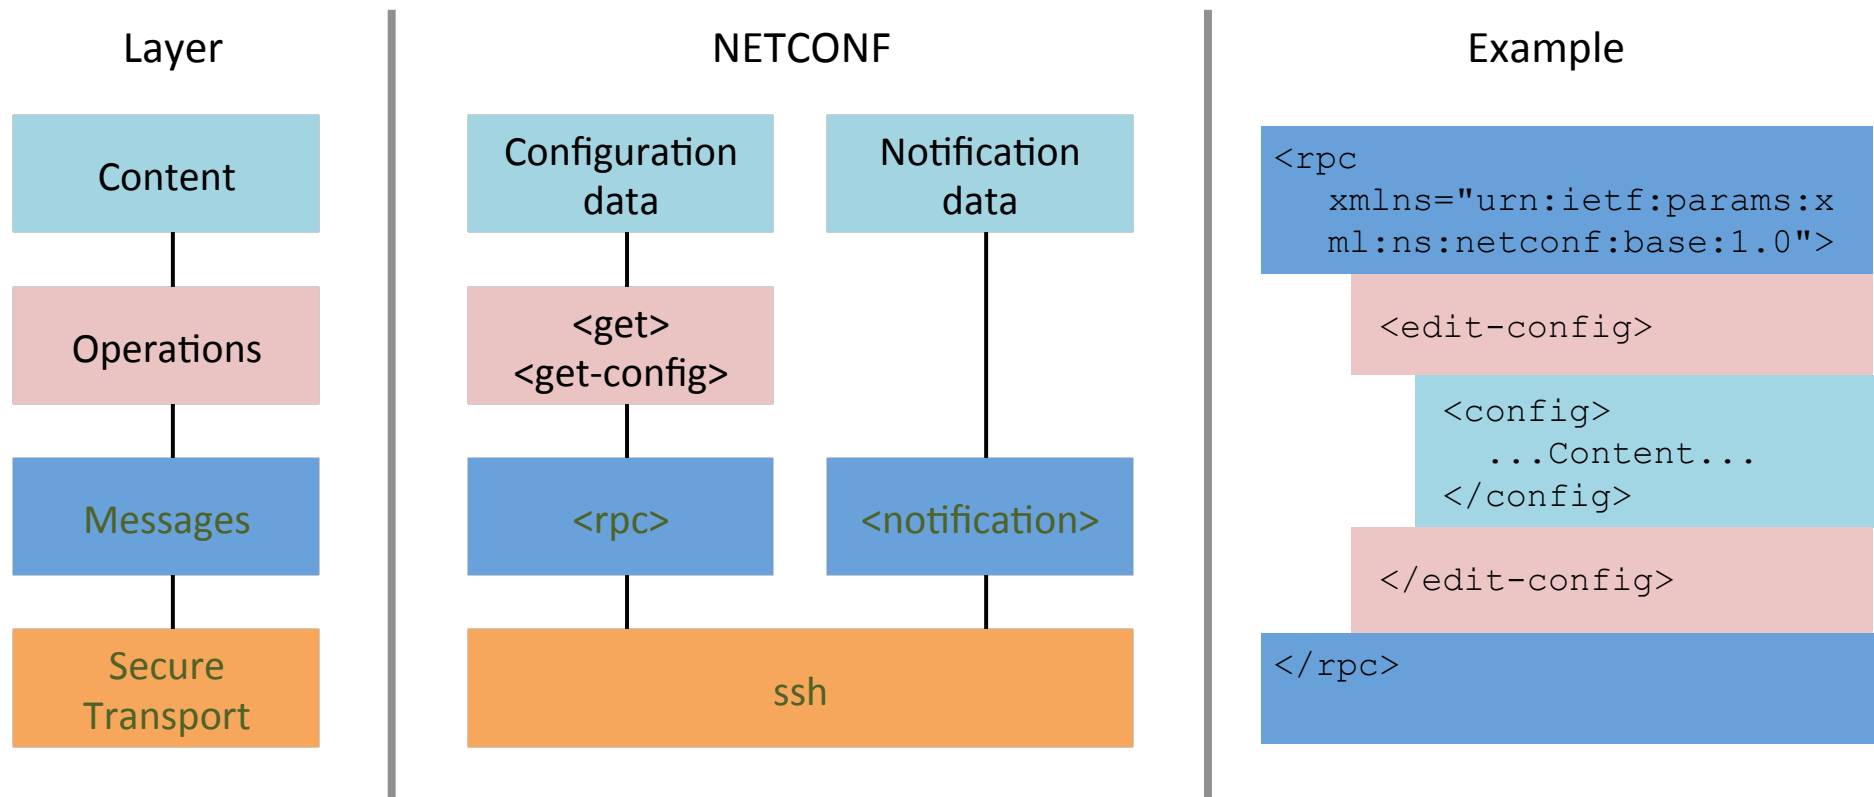 Layer
Content
Operations
Messages
Secure
Transport
NETCONF
Configuration
data
Notification
data
<get>
<get-config>
<rpc>
<notification>
ssh
Example
<rpc
xmlns="urn:ietf:params:x
ml:ns:netconf:base:1.0">
<edit-config>
<config>
...Content...
</config>
</edit-config>
</rpc>